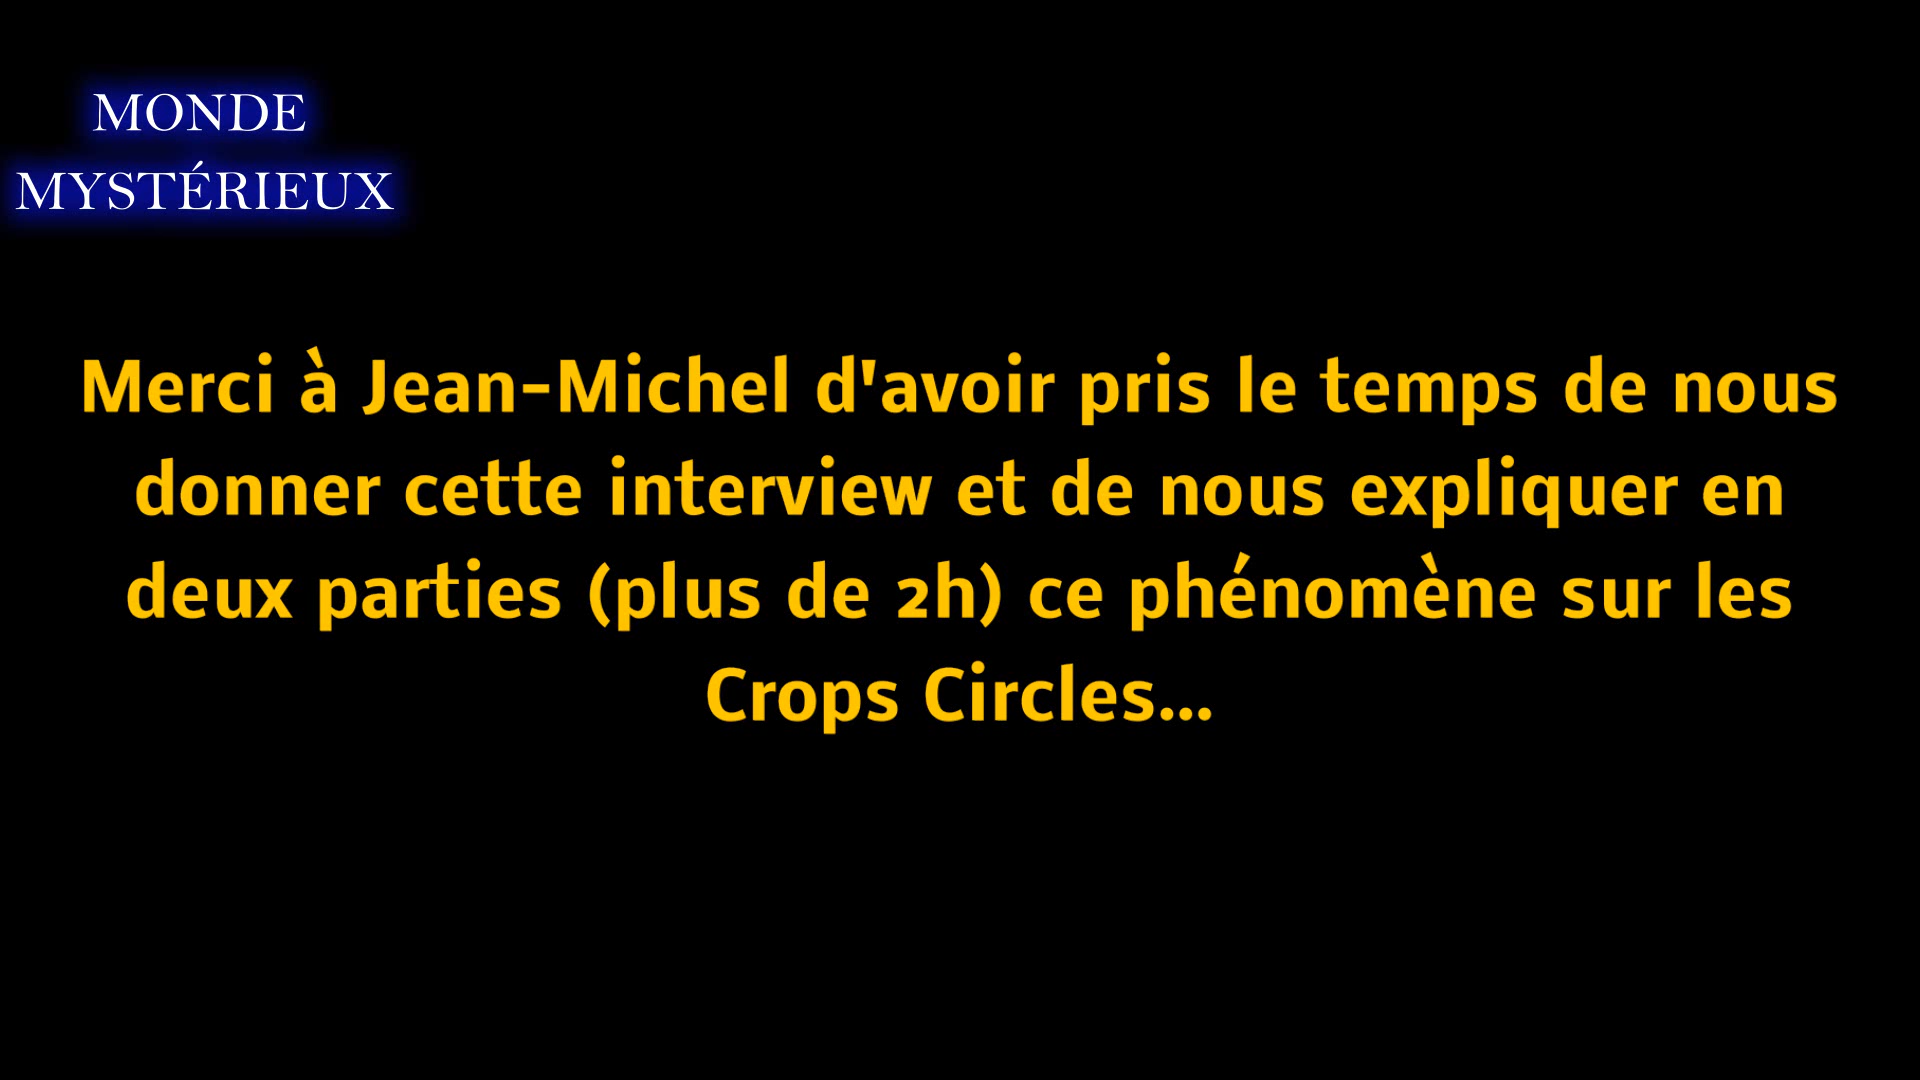 MONDE
MYSTÉRIEUX
Merci à Jean-Michel d'avoir pris le temps de nous
donner cette interview et de nous expliquer en
deux parties (plus de 2h) ce phénomène sur les
Crops Circles...